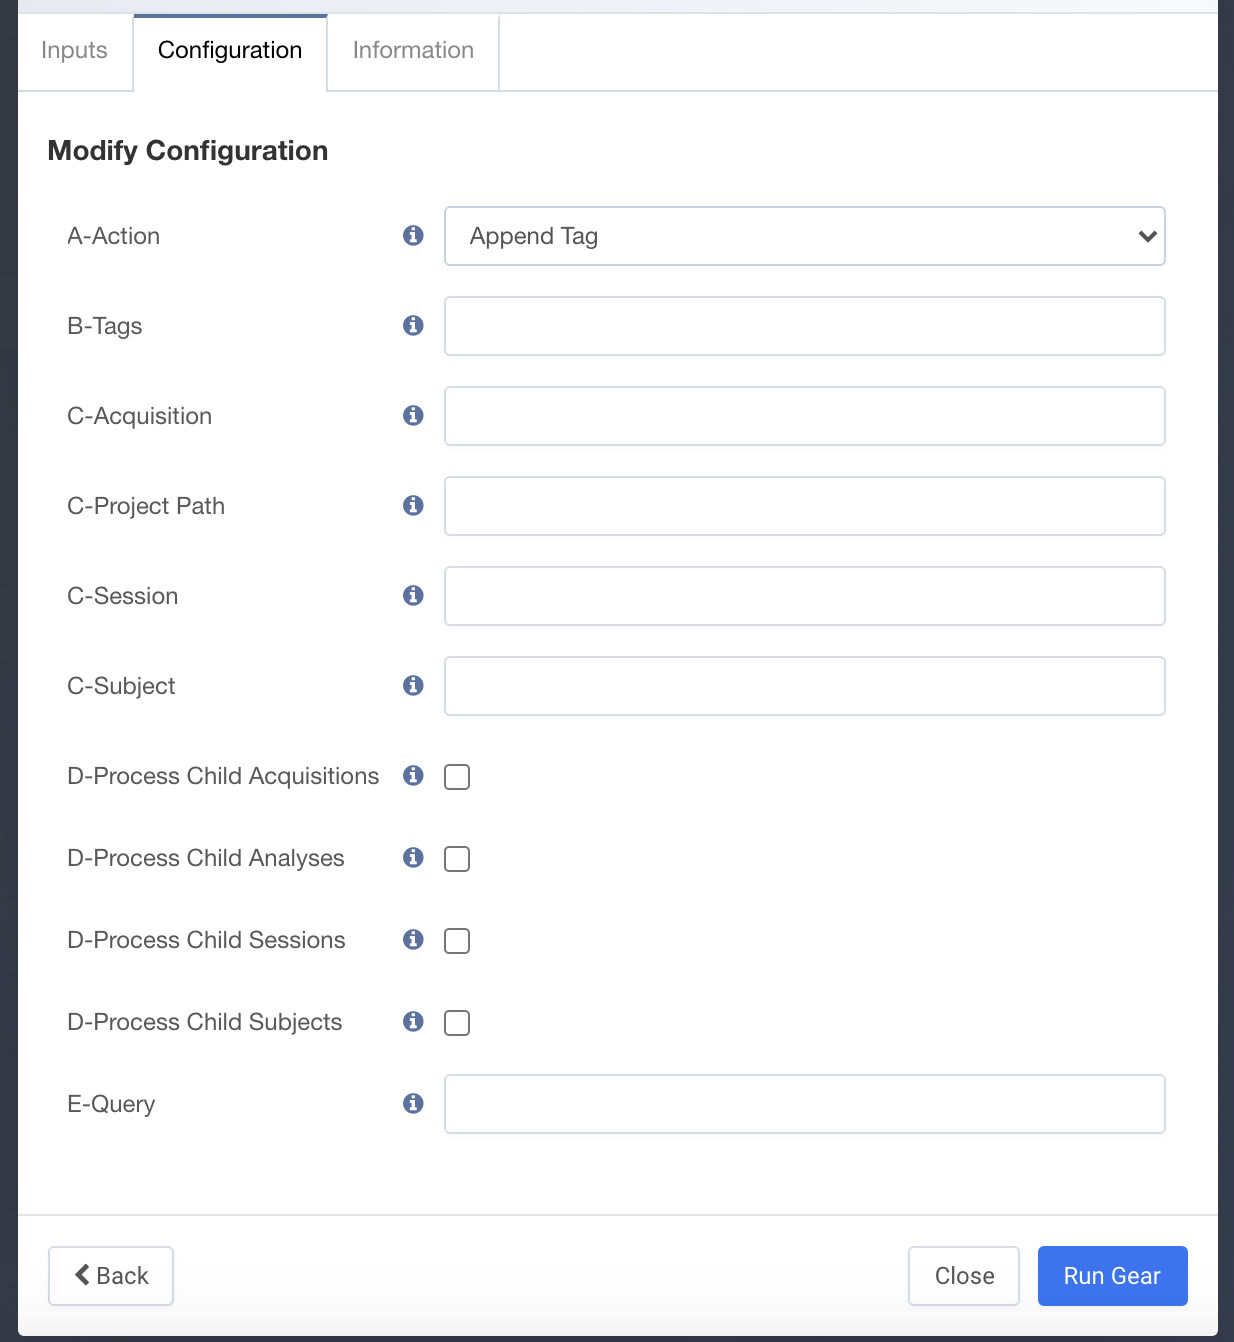 Inputs
Configuration
Information
Modify Configuration
A-Action
Append Tag
B-Tags
C-Acquisition
C-Project Path
C-Session
C-Subject
D-Process Child Acquisitions
D-Process Child Analyses
D-Process Child Sessions
D-Process Child Subjects
E-Query
Back
Close
Run Gear